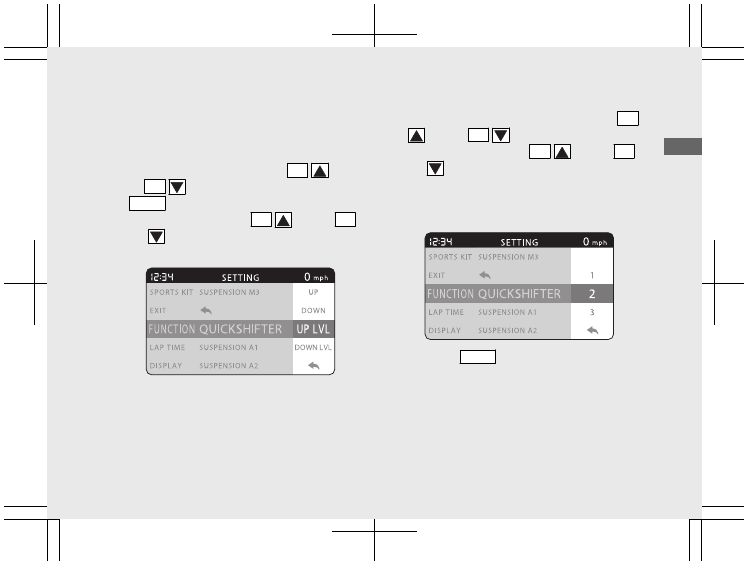 12:34 SETTING 0 mph
SPORTS KIT SUSPENSION M3 UP
EXIT DOWN
FUNCTION QUICKSHIFTER UP LVL
LAP TIME SUSPENSION A1 DOWN LVL
DISPLAY SUSPENSION A2
12:34 SETTING 0 mph
SPORTS KIT SUSPENSION M3
EXIT 1
FUNCTION QUICKSHIFTER 2
LAP TIME SUSPENSION A1 3
DISPLAY SUSPENSION A2